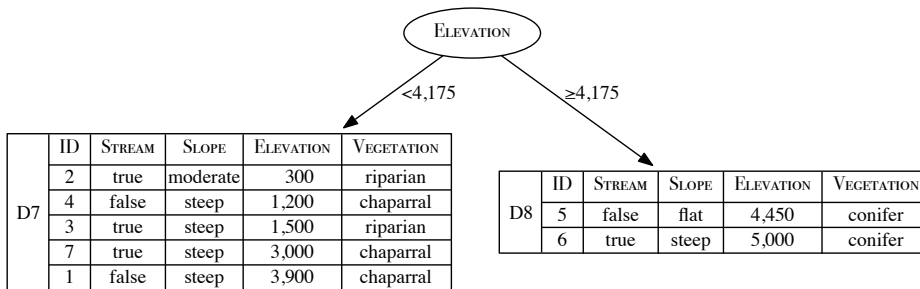 ELEVATION
<4,175
≥4,175
D7
ID STREAM SLOPE ELEVATION VEGETATION
2 true moderate 300 riparian
4 false steep 1,200 chaparral
3 true steep 1,500 riparian
7 true steep 3,000 chaparral
1 false steep 3,900 chaparral
D8
ID STREAM SLOPE ELEVATION VEGETATION
5 false flat 4,450 conifer
6 true steep 5,000 conifer